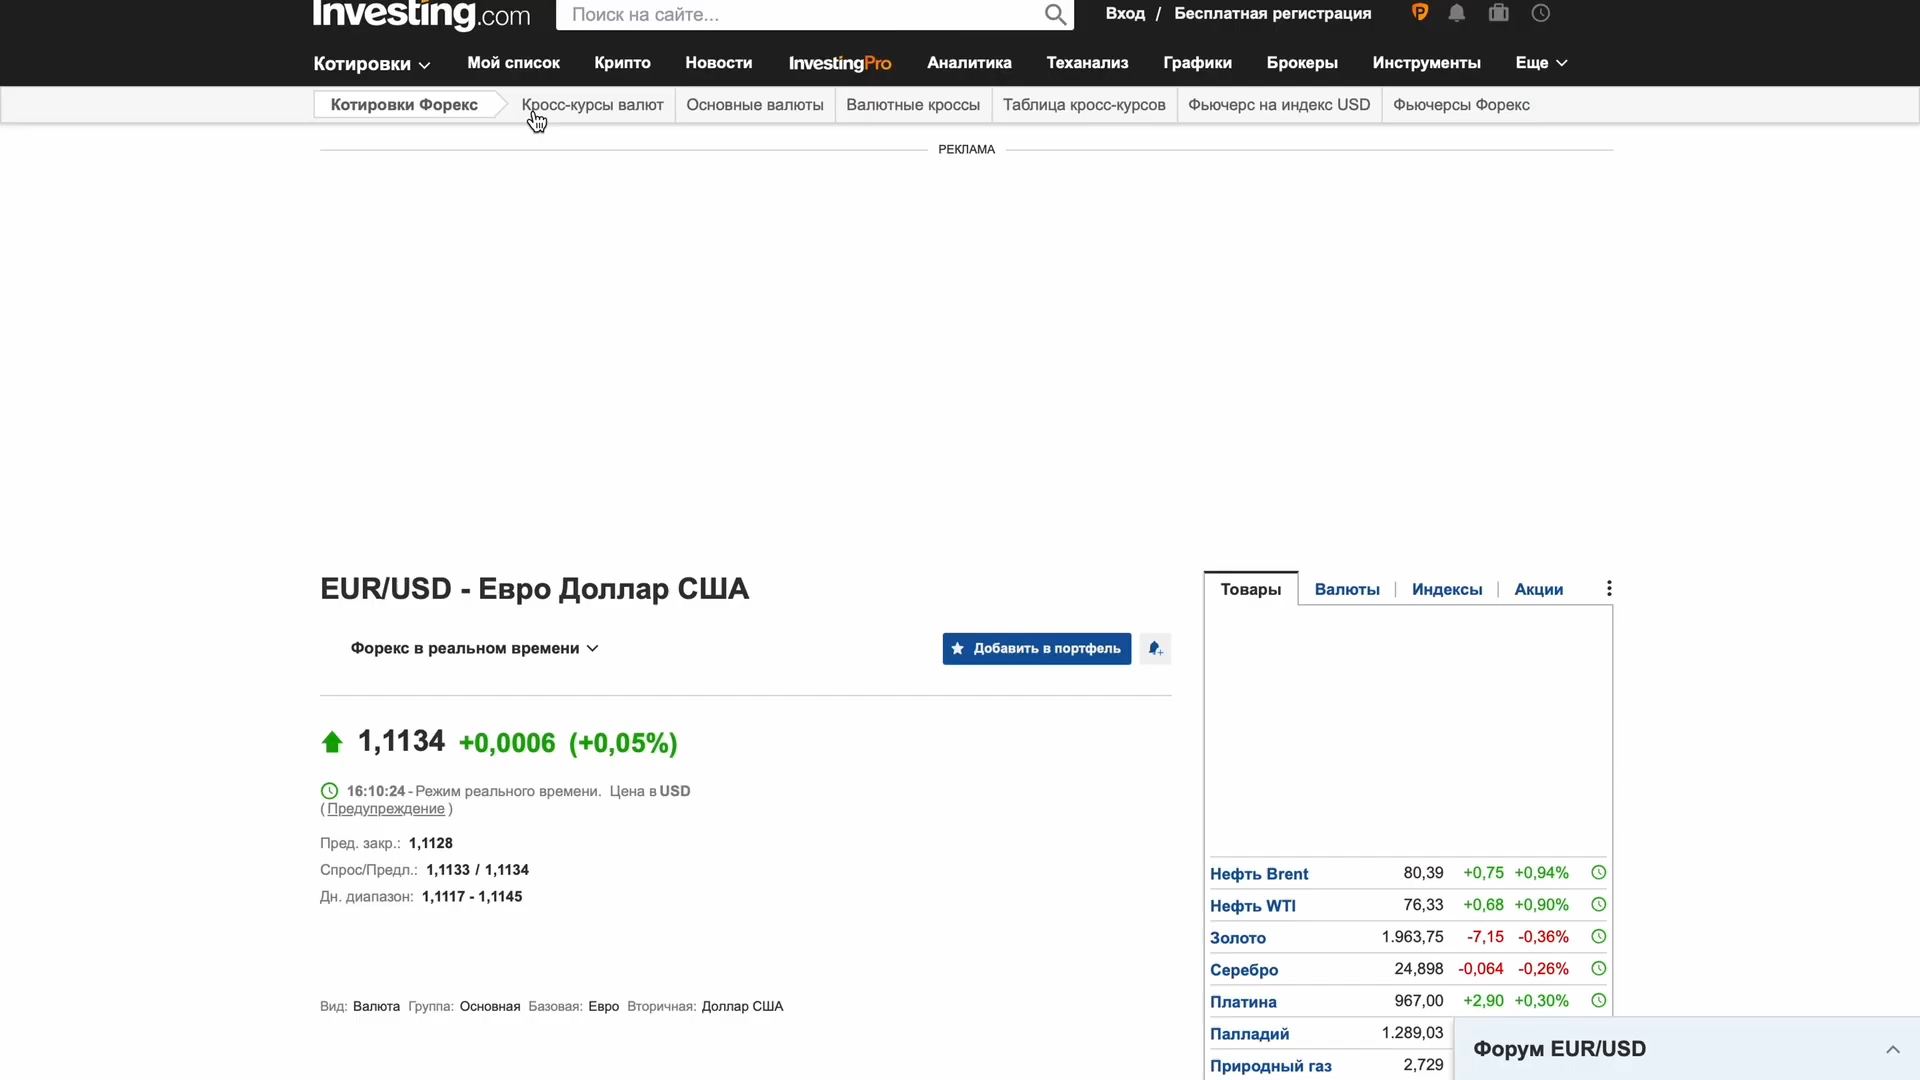 Investing.com
Поиск на сайте...
Вход / Бесплатная регистрация
Котировки
Мой список
Крипто
Новости
InvestingPro
Аналитика
Теханализ
Графики
Брокеры
Инструменты
Еще
Котировки Форекс
Кросс-курсы валют
Основные валюты
Валютные кроссы
Таблица кросс-курсов
Фьючерс на индекс USD
Фьючерсы Форекс
РЕКЛАМА
EUR/USD - Евро Доллар США
Форекс в реальном времени
Добавить в портфель
1,1134 +0,0006 (+0,05%)
16:10:24 - Режим реального времени. Цена в USD
( Предупреждение )
Пред. закр.: 1,1128
Спрос/Предл.: 1,1133 / 1,1134
Дн. диапазон: 1,1117 - 1,1145
Вид: Валюта Группа: Основная Базовая: Евро Вторичная: Доллар США
Товары
Валюты
Индексы
Акции
Нефть Brent 80,39 +0,75 +0,94%
Нефть WTI 76,33 +0,68 +0,90%
Золото 1.963,75 -7,15 -0,36%
Серебро 24,898 -0,064 -0,26%
Платина 967,00 +2,90 +0,30%
Палладий 1.289,03
Природный газ 2,729
Форум EUR/USD